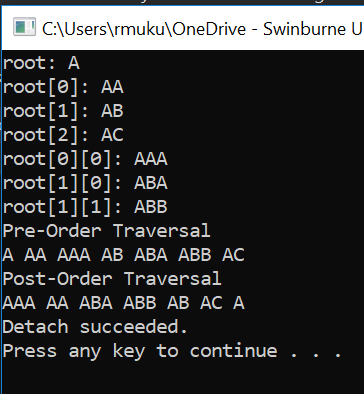 C:\Users\rmuku\OneDrive - Swinburne U
root: A
root[0]: AA
root[1]: AB
root[2]: AC
root[0][0]: AAA
root[1][0]: ABA
root[1][1]: ABB
Pre-Order Traversal
A AA AAA AB ABA ABB AC
Post-Order Traversal
AAA AA ABA ABB AB AC A
Detach succeeded.
Press any key to continue . . .